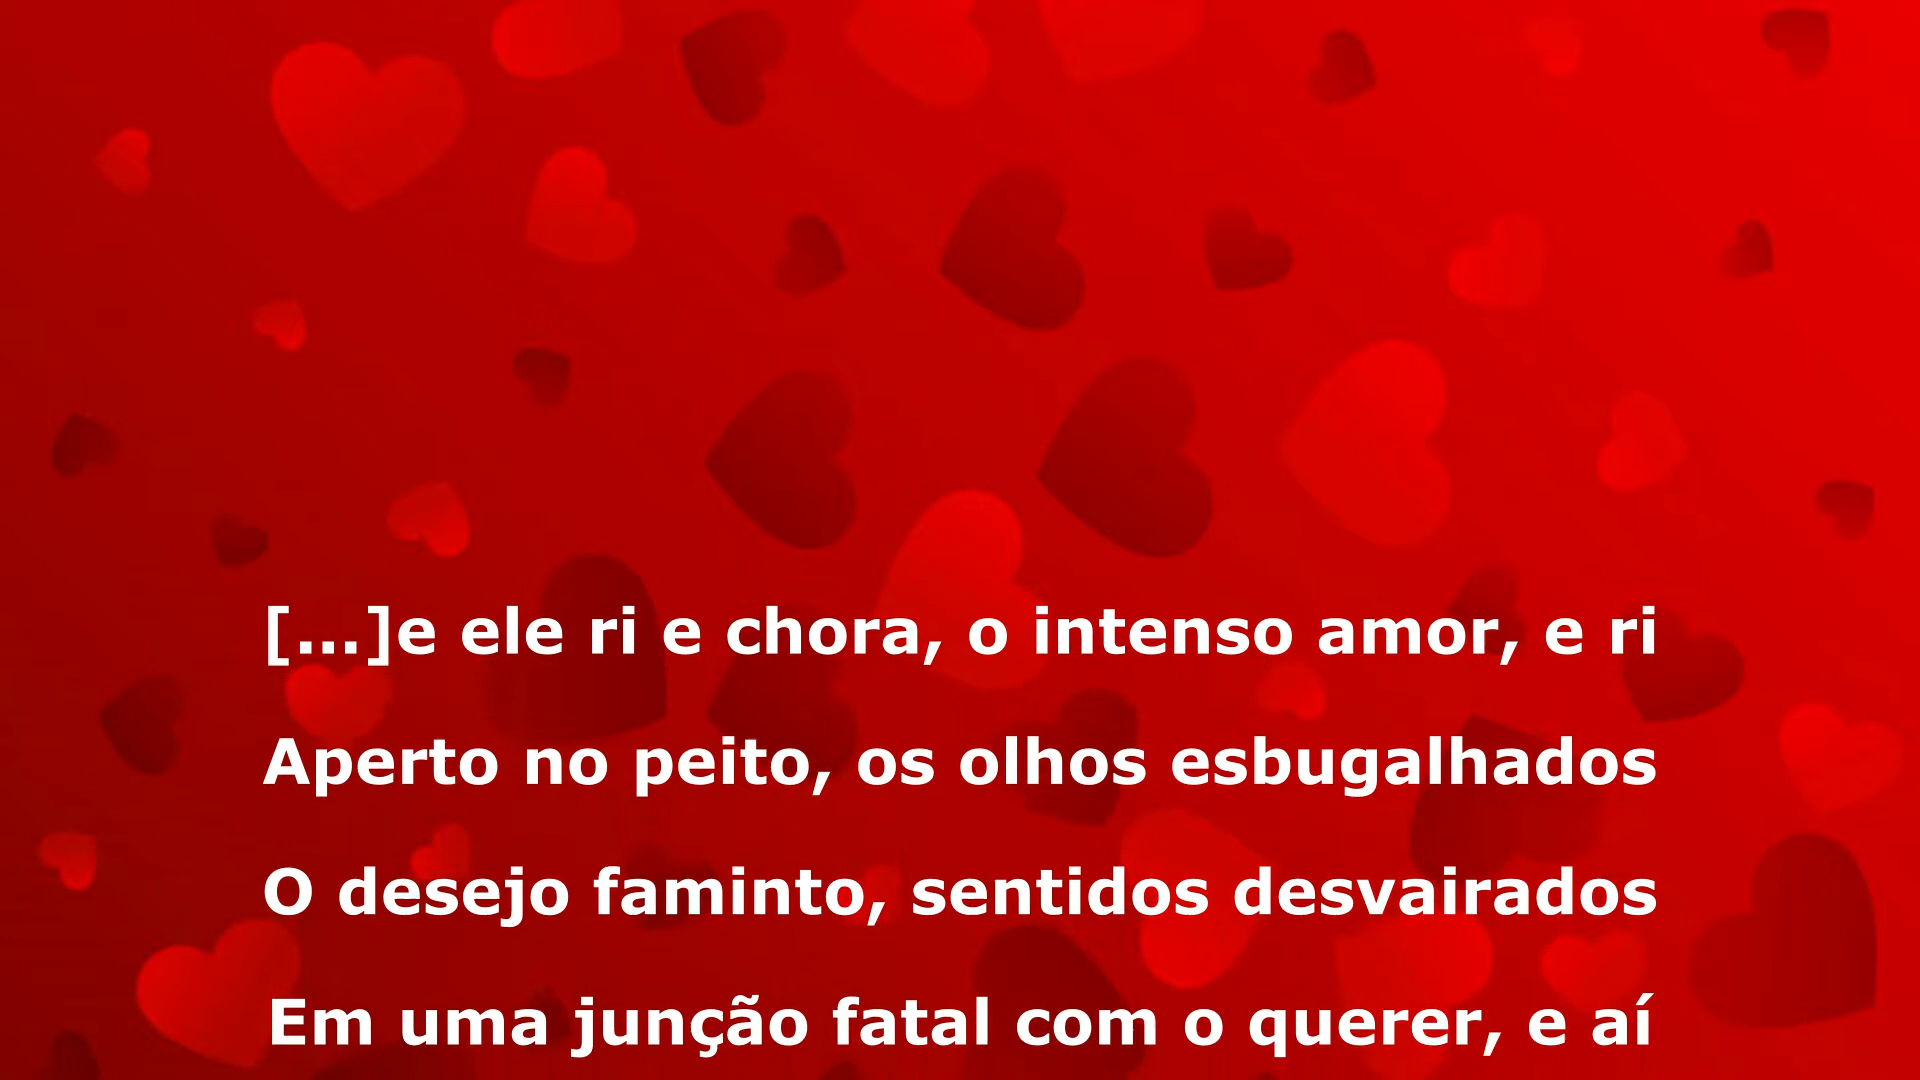 [...]e ele ri e chora, o intenso amor, e ri
Aperto no peito, os olhos esbugalhados
O desejo faminto, sentidos desvairados
Em uma junção fatal com o querer, e aí